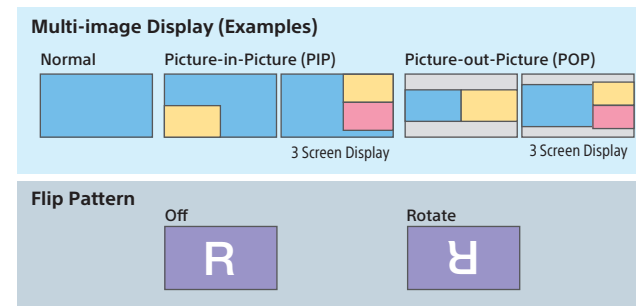 Multi-image Display (Examples)
Normal Picture-in-Picture (PIP) Picture-out-Picture (POP)
3 Screen Display 3 Screen Display
Flip Pattern
Off Rotate
R R